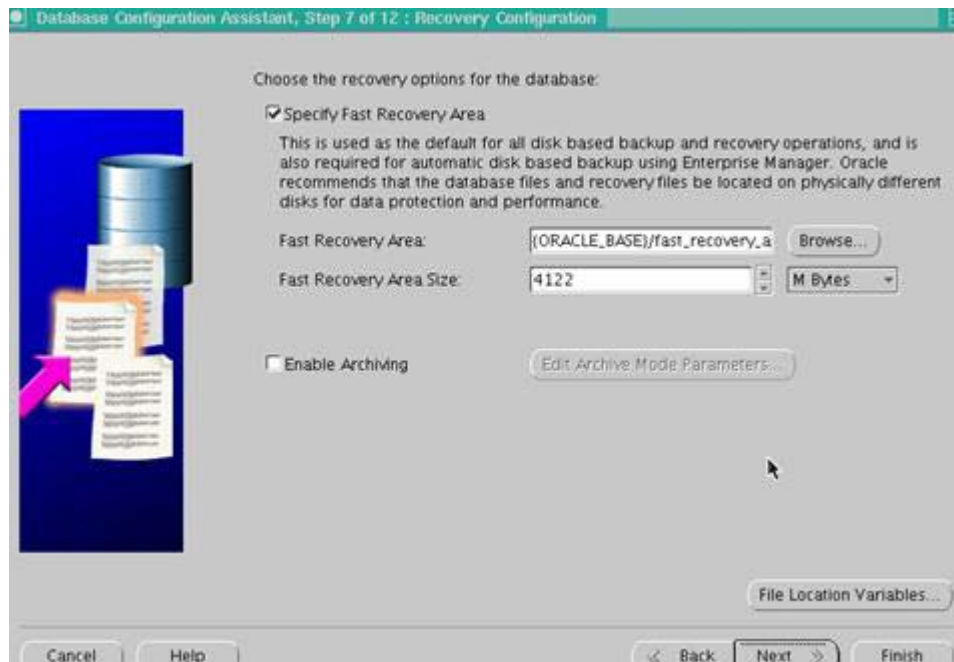 Database Configuration Assistant, Step 7 of 12 : Recovery Configuration
Choose the recovery options for the database:
Specify Fast Recovery Area
This is used as the default for all disk based backup and recovery operations, and is
also required for automatic disk based backup using Enterprise Manager. Oracle
recommends that the database files and recovery files be located on physically different
disks for data protection and performance.
Fast Recovery Area: {ORACLE_BASE}/fast_recovery_a Browse...
Fast Recovery Area Size: 4122 M Bytes
Enable Archiving Edit Archive Mode Parameters...
File Location Variables...
Cancel Help Back Next Finish